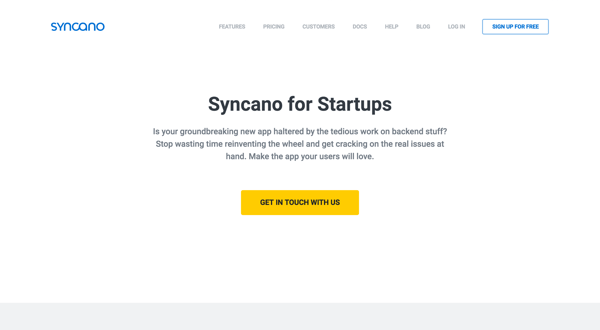 SYNCANO
FEATURES PRICING CUSTOMERS DOCS HELP BLOG LOG IN SIGN UP FOR FREE
Syncano for Startups
Is your groundbreaking new app haltered by the tedious work on backend stuff?
Stop wasting time reinventing the wheel and get cracking on the real issues at
hand. Make the app your users will love.
GET IN TOUCH WITH US